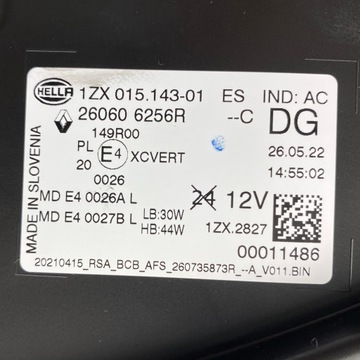 HELLA 1ZX 015.143-01 ES IND: AC
26060 6256R --C DG
149R00
PL E4 XCVERT 26.05.22
20 14:55:02
0026
MD E4 0026A L 24 12V
MD E4 0027B L LB:30W 1ZX.2827
HB:44W
00011486
20210415_RSA_BCB_AFS_260735873R_--A_V011.BIN
MADE IN SLOVENIA